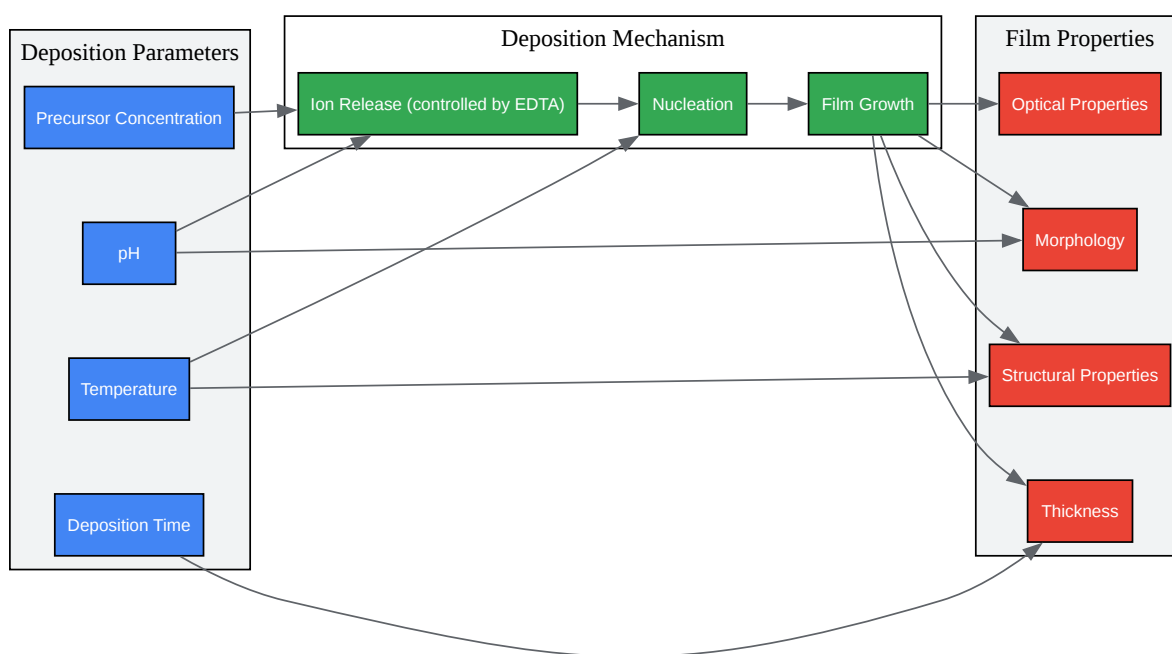 Deposition Parameters
Precursor Concentration
pH
Temperature
Deposition Time
Deposition Mechanism
Ion Release (controlled by EDTA)
Nucleation
Film Growth
Film Properties
Optical Properties
Morphology
Structural Properties
Thickness